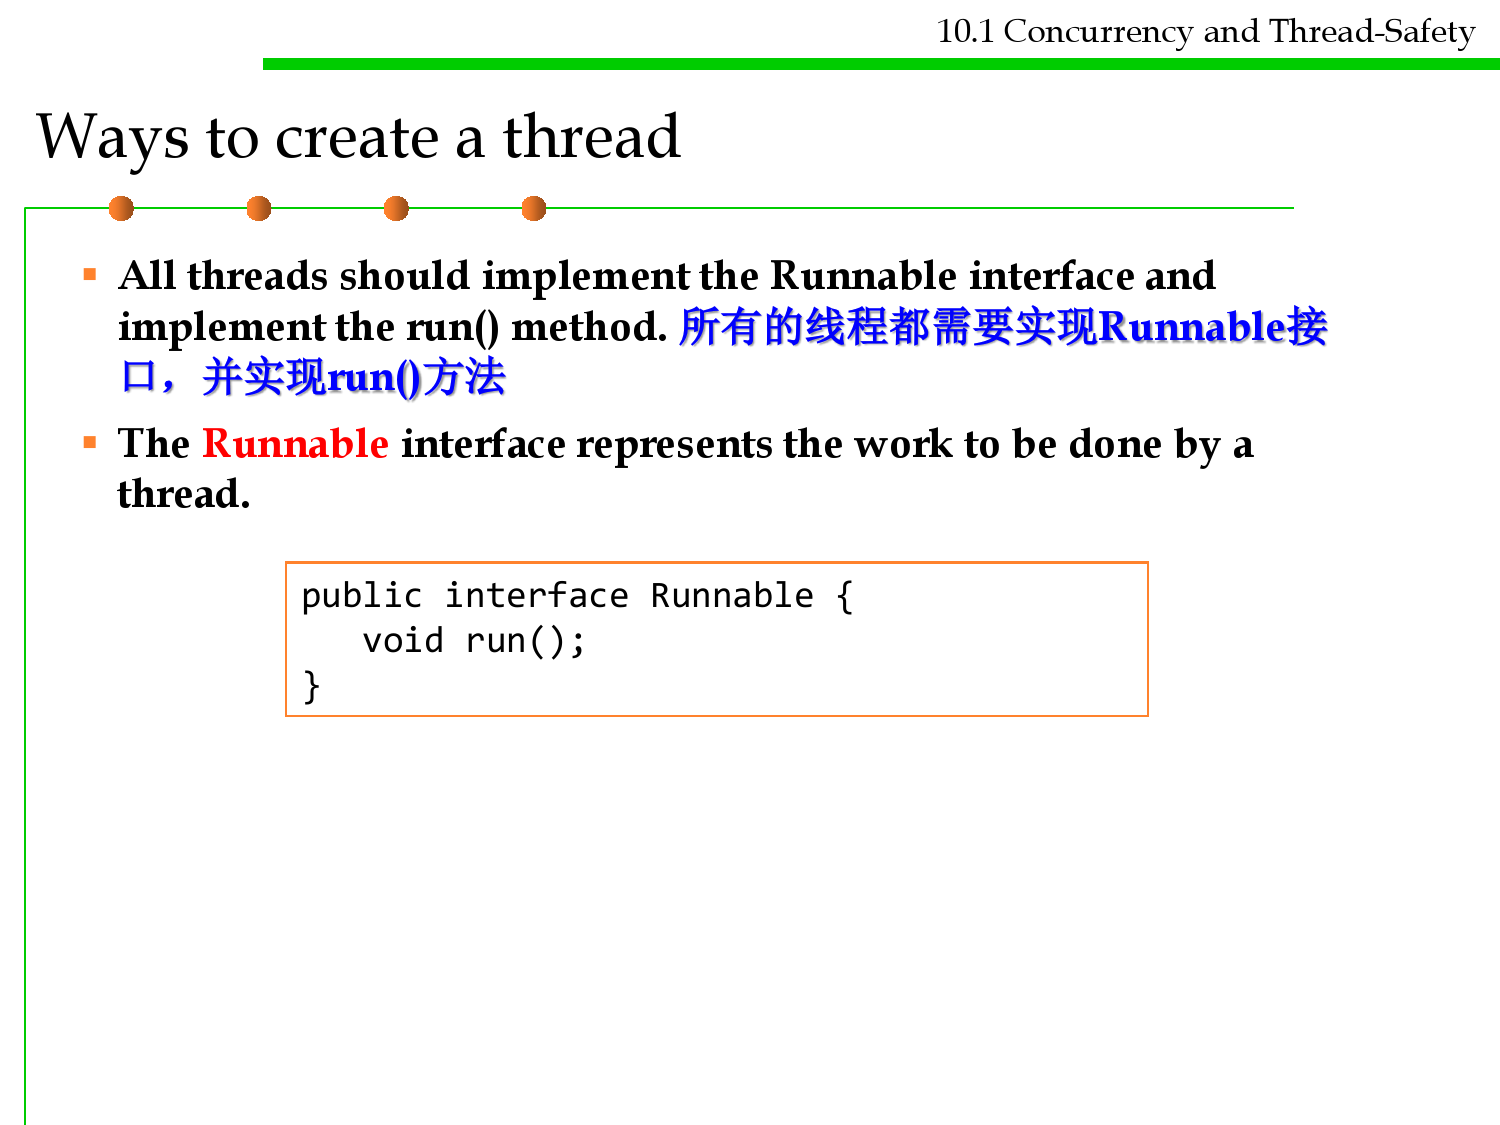 10.1 Concurrency and Thread-Safety
Ways to create a thread
All threads should implement the Runnable interface and
implement the run() method. 所有的线程都需要实现Runnable接
口，并实现run()方法
The Runnable interface represents the work to be done by a
thread.
public interface Runnable {
   void run();
}